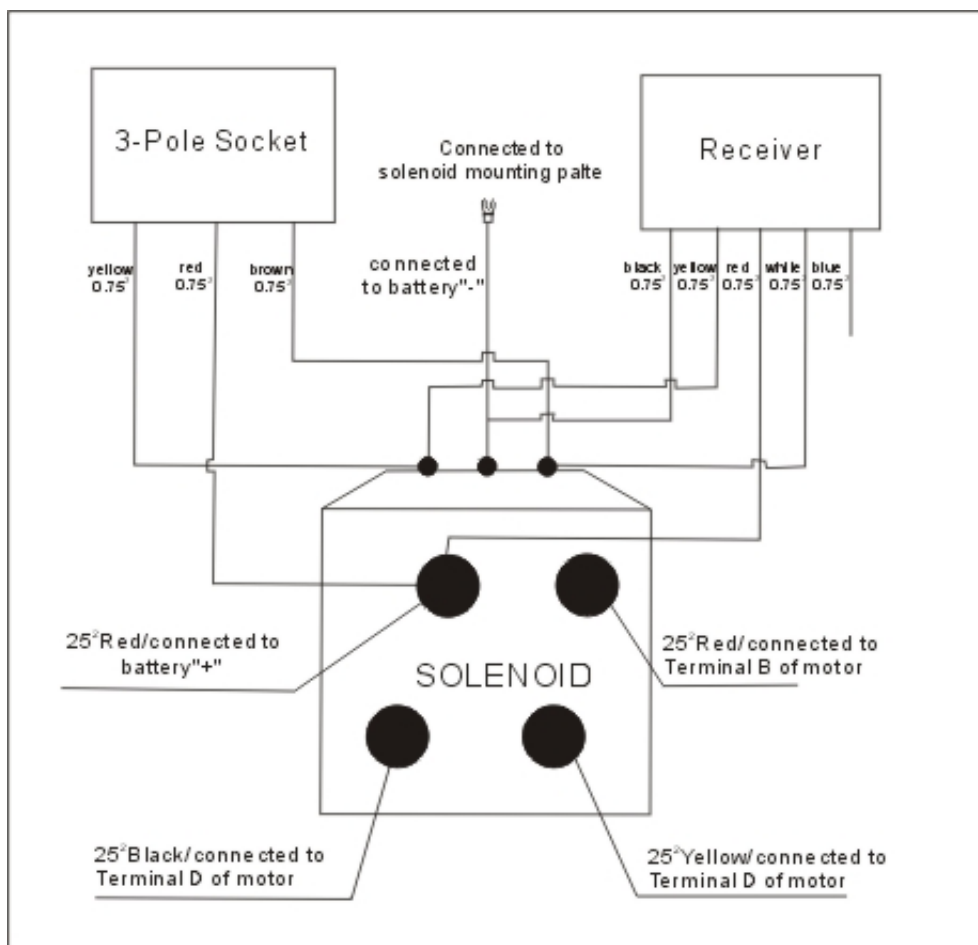 3-Pole Socket
Connected to
solenoid mounting palte
Receiver
yellow
0.75²
red
0.75²
brown
0.75²
connected
to battery"-"
black
0.75²
yellow
0.75²
red
0.75²
white
0.75²
blue
0.75²
25²Red/connected to
battery"+"
25²Red/connected to
Terminal B of motor
SOLENOID
25²Black/connected to
Terminal D of motor
25²Yellow/connected to
Terminal D of motor